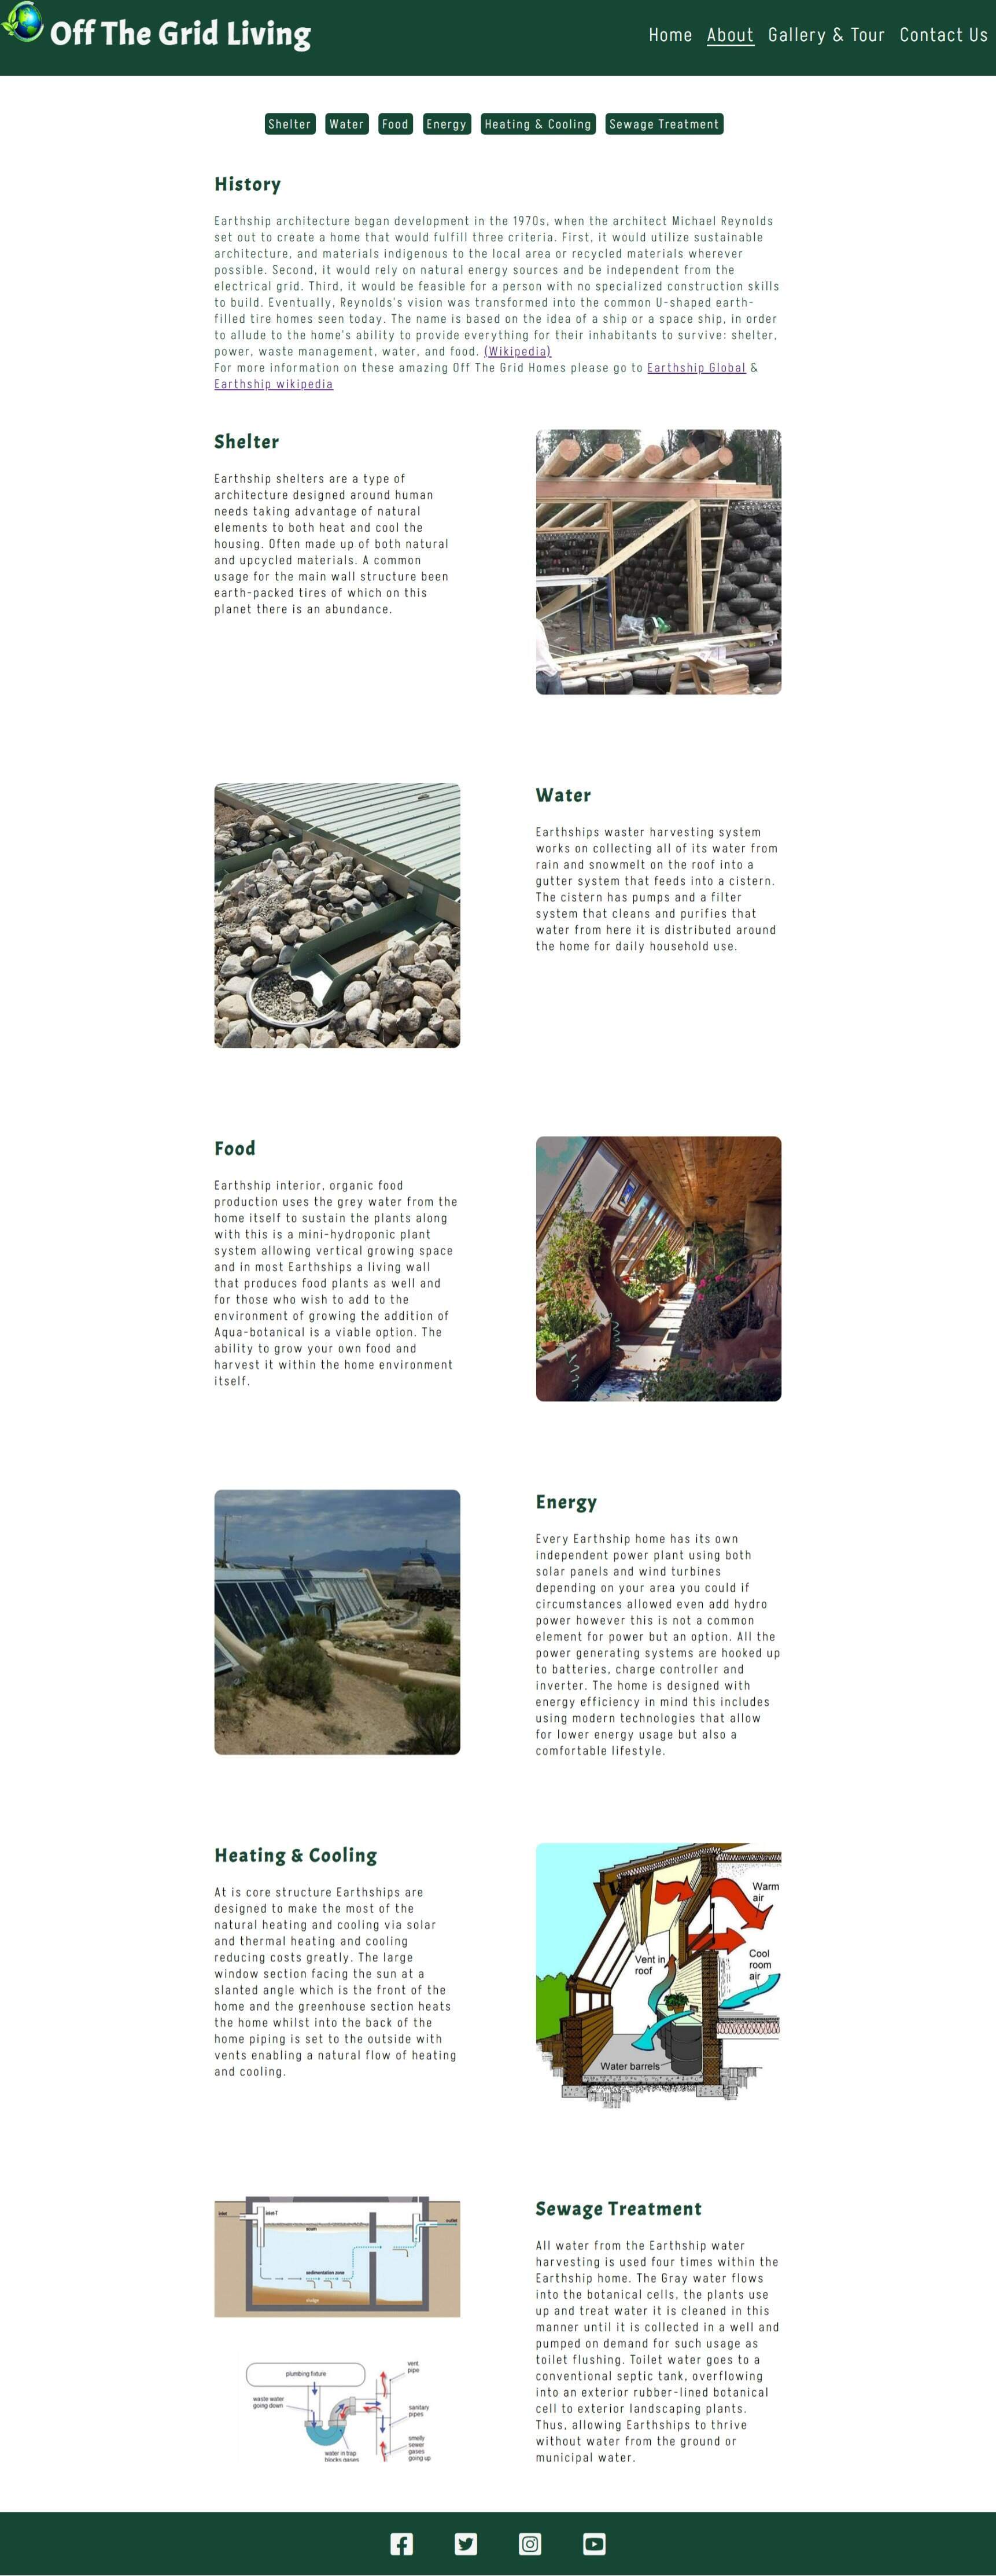 Off The Grid Living
Home About Gallery & Tour Contact Us
Shelter Water Food Energy Heating & Cooling Sewage Treatment
History
Earthship architecture began development in the 1970s, when the architect Michael Reynolds
set out to create a home that would fulfill three criteria. First, it would utilize sustainable
architecture, and materials indigenous to the local area or recycled materials wherever
possible. Second, it would rely on natural energy sources and be independent from the
electrical grid. Third, it would be feasible for a person with no specialized construction skills
to build. Eventually, Reynolds's vision was transformed into the common U-shaped earth-
filled tire homes seen today. The name is based on the idea of a ship or a space ship, in order
to allude to the home's ability to provide everything for their inhabitants to survive: shelter,
power, waste management, water, and food. (Wikipedia)
For more information on these amazing Off The Grid Homes please go to Earthship Global &
Earthship wikipedia
Shelter
Earthship shelters are a type of
architecture designed around human
needs taking advantage of natural
elements to both heat and cool the
housing. Often made up of both natural
and upcycled materials. A common
usage for the main wall structure been
earth-packed tires of which on this
planet there is an abundance.
Water
Earthships waster harvesting system
works on collecting all of its water from
rain and snowmelt on the roof into a
gutter system that feeds into a cistern.
The cistern has pumps and a filter
system that cleans and purifies that
water from here it is distributed around
the home for daily household use.
Food
Earthship interior, organic food
production uses the grey water from the
home itself to sustain the plants along
with this is a mini-hydroponic plant
system allowing vertical growing space
and in most Earthships a living wall
that produces food plants as well and
for those who wish to add to the
environment of growing the addition of
Aqua-botanical is a viable option. The
ability to grow your own food and
harvest it within the home environment
itself.
Energy
Every Earthship home has its own
independent power plant using both
solar panels and wind turbines
depending on your area you could if
circumstances allowed even add hydro
power however this is not a common
element for power but an option. All the
power generating systems are hooked up
to batteries, charge controller and
inverter. The home is designed with
energy efficiency in mind this includes
using modern technologies that allow
for lower energy usage but also a
comfortable lifestyle.
Heating & Cooling
At is core structure Earthships are
designed to make the most of the
natural heating and cooling via solar
and thermal heating and cooling
reducing costs greatly. The large
window section facing the sun at a
slanted angle which is the front of the
home and the greenhouse section heats
the home whilst into the back of the
home piping is set to the outside with
vents enabling a natural flow of heating
and cooling.
Warm
air
Vent in
roof
Cool
room
air
Water barrels
inlet
inlet-T
outlet
scum
sedimentation zone
sludge
plumbing fixture
vent
pipe
waste water
going down
sanitary
pipes
smelly
sewer
gases
going up
water in trap
blocks gases
Sewage Treatment
All water from the Earthship water
harvesting is used four times within the
Earthship home. The Gray water flows
into the botanical cells, the plants use
up and treat water it is cleaned in this
manner until it is collected in a well and
pumped on demand for such usage as
toilet flushing. Toilet water goes to a
conventional septic tank, overflowing
into an exterior rubber-lined botanical
cell to exterior landscaping plants.
Thus, allowing Earthships to thrive
without water from the ground or
municipal water.